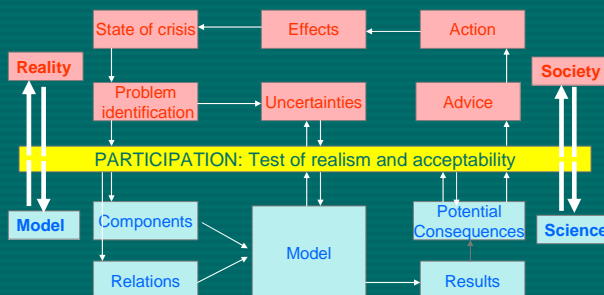 State of crisis
Effects
Action
Reality
Society
Problem
identification
Uncertainties
Advice
PARTICIPATION: Test of realism and acceptability
Model
Components
Model
Potential
Consequences
Science
Relations
Results